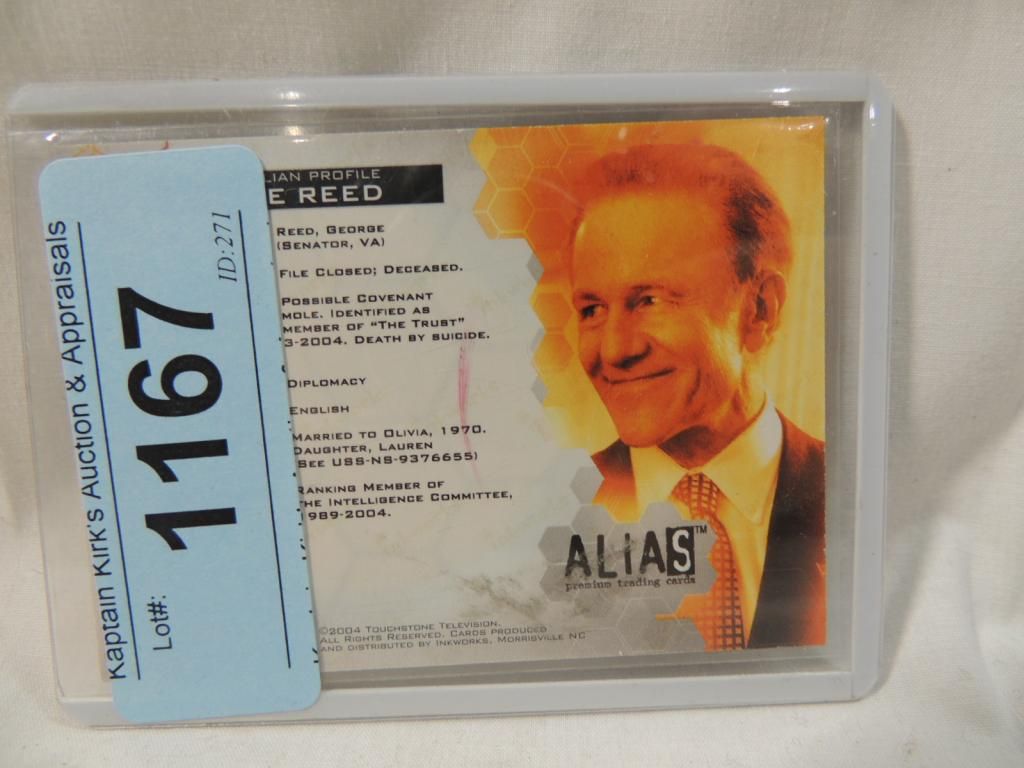 Kaptain Kirk's Auction & Appraisals
Lot#:
1167
ID:271
LIAN PROFILE
E REED
REED, GEORGE
(SENATOR, VA)
FILE CLOSED; DECEASED.
POSSIBLE COVENANT
MOLE. IDENTIFIED AS
MEMBER OF "THE TRUST"
3-2004. DEATH BY SUICIDE.
DIPLOMACY
ENGLISH
MARRIED TO OLIVIA, 1970.
DAUGHTER, LAUREN
SEE USS-NS-9376655)
RANKING MEMBER OF
THE INTELLIGENCE COMMITTEE,
989-2004.
ALIAS™
premium trading cards
©2004 TOUCHSTONE TELEVISION.
ALL RIGHTS RESERVED. CARDS PRODUCED
AND DISTRIBUTED BY INKWORKS, MORRISVILLE NC